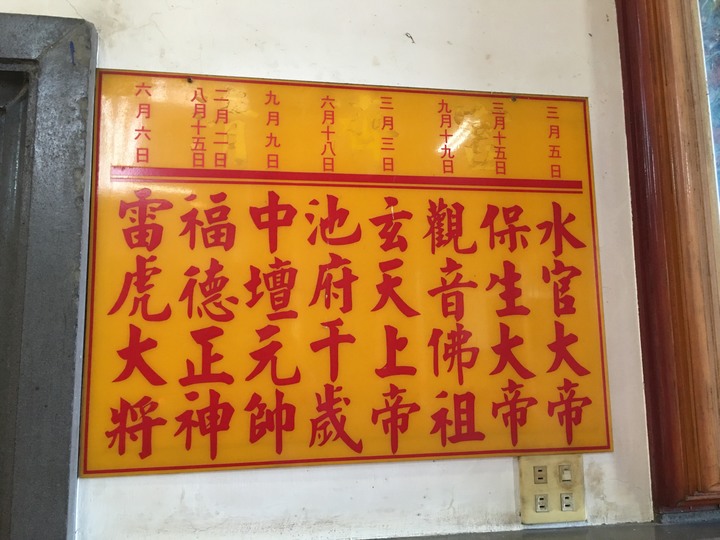 三月五日
水官大帝
三月十五日
保生大帝
九月十九日
觀音佛祖
三月三日
玄天上帝
六月十八日
池府千歲
九月九日
中壇元帥
二月二日
八月十五日
福德正神
六月六日
雷虎大將